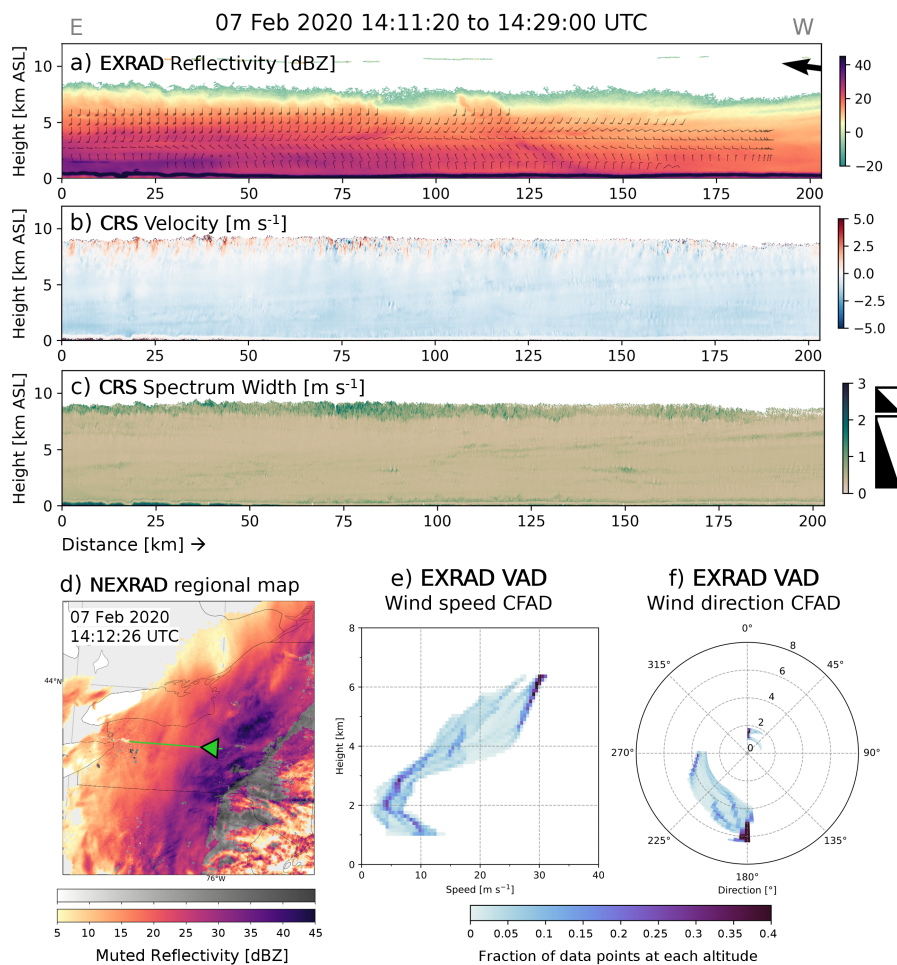 07 Feb 2020 14:11:20 to 14:29:00 UTC
E
W
a) EXRAD Reflectivity [dBZ]
Height [km ASL]
10
5
0
0 25 50 75 100 125 150 175 200
40
20
0
−20
b) CRS Velocity [m s-1]
Height [km ASL]
10
5
0
0 25 50 75 100 125 150 175 200
5.0
2.5
0.0
−2.5
−5.0
c) CRS Spectrum Width [m s-1]
Height [km ASL]
10
5
0
0 25 50 75 100 125 150 175 200
3
2
1
0
Distance [km] →
d) NEXRAD regional map
07 Feb 2020
14:12:26 UTC
44°N
76°W
5 10 15 20 25 30 35 40 45
Muted Reflectivity [dBZ]
e) EXRAD VAD
Wind speed CFAD
Height [km]
8
6
4
2
0
0 10 20 30 40
Speed [m s−1]
f) EXRAD VAD
Wind direction CFAD
0°
315°
8
45°
6
4
2
270°
0
90°
225°
135°
180°
Direction [°]
0 0.05 0.1 0.15 0.2 0.25 0.3 0.4
Fraction of data points at each altitude